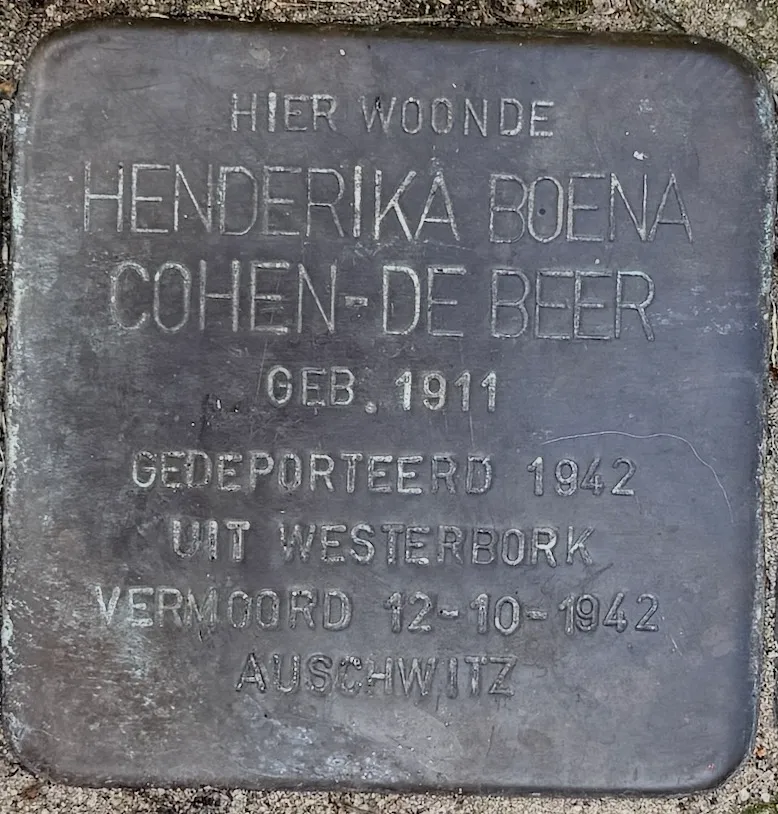 HIER WOONDE
HENDERIKA BOENA
COHEN-DE BEER
GEB. 1911
GEDEPORTEERD 1942
UIT WESTERBORK
VERMOORD 12-10-1942
AUSCHWITZ